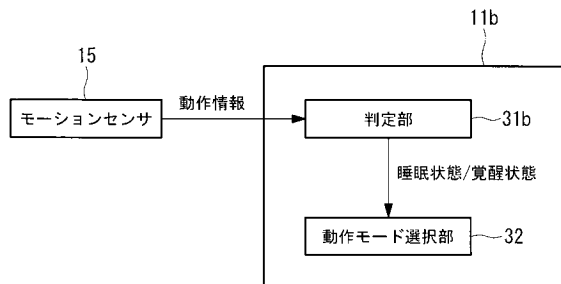 11b
15
モーションセンサ
動作情報
判定部
31b
睡眠状態/覚醒状態
動作モード選択部
32